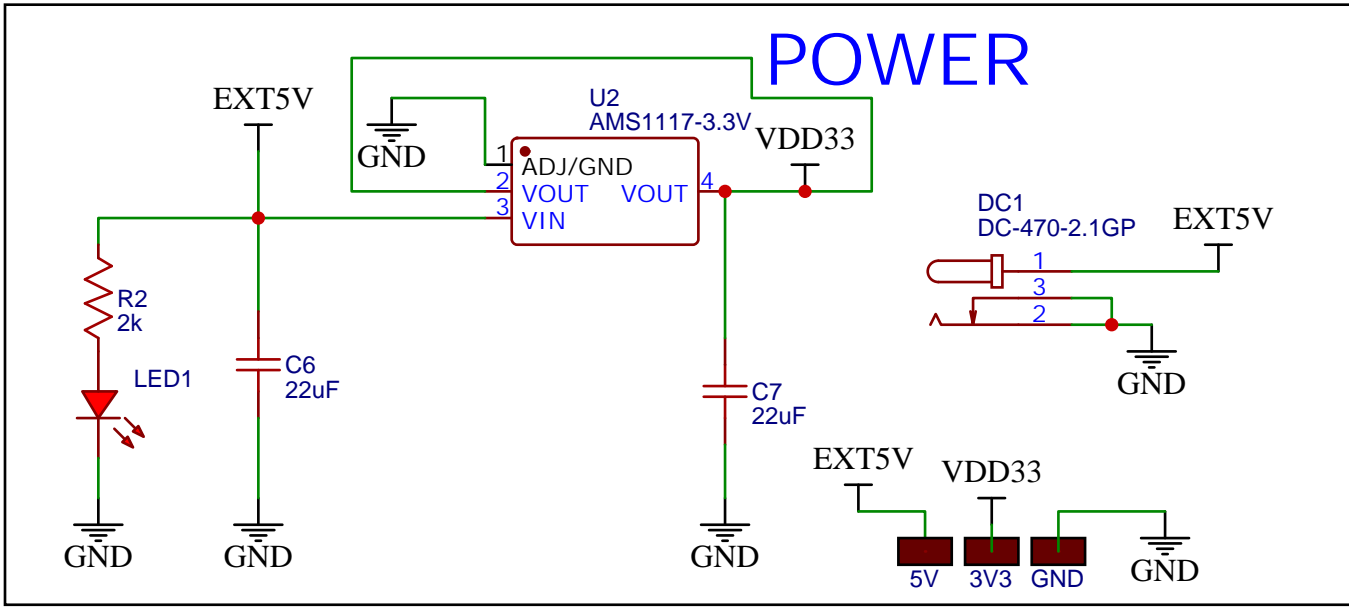 POWER
EXT5V
GND
U2
AMS1117-3.3V
1
ADJ/GND
2
VOUT
VOUT
4
3
VIN
VDD33
R2
2k
LED1
C6
22uF
C7
22uF
GND
GND
GND
DC1
DC-470-2.1GP
EXT5V
1
3
2
GND
EXT5V
VDD33
GND
5V
3V3
GND